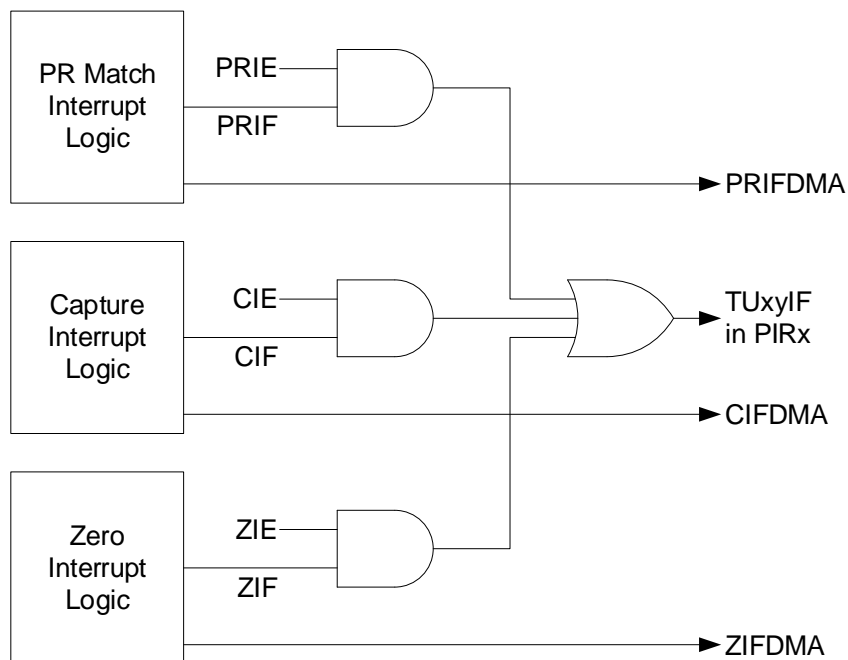 PR Match
Interrupt
Logic
PRIE
PRIF
PRIFDMA
Capture
Interrupt
Logic
CIE
CIF
TUxyIF
in PIRx
CIFDMA
Zero
Interrupt
Logic
ZIE
ZIF
ZIFDMA